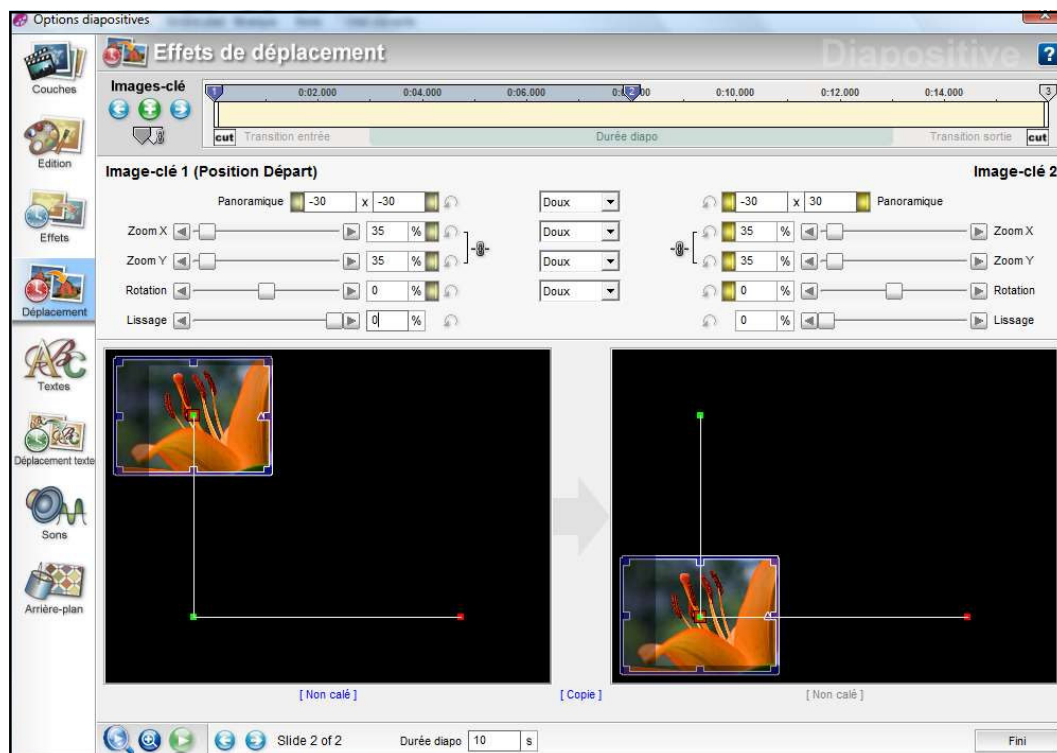 Options diapositives
Couches
Edition
Effets
Déplacement
Textes
Déplacement texte
Sons
Arrière-plan
Effets de déplacement
Diapositive
?
Images-clé
1 0:02.000 0:04.000 0:06.000 2 0:10.000 0:12.000 0:14.000 3
cut Transition entrée Durée diapo Transition sortie cut
Image-clé 1 (Position Départ) Image-clé 2
Panoramique -30 x -30 Doux -30 x 30 Panoramique
Zoom X 35 % Doux 35 % Zoom X
Zoom Y 35 % Doux 35 % Zoom Y
Rotation 0 % Doux 0 % Rotation
Lissage 0 % 0 % Lissage
[ Non calé ] [ Copie ] [ Non calé ]
Slide 2 of 2 Durée diapo 10 s Fini